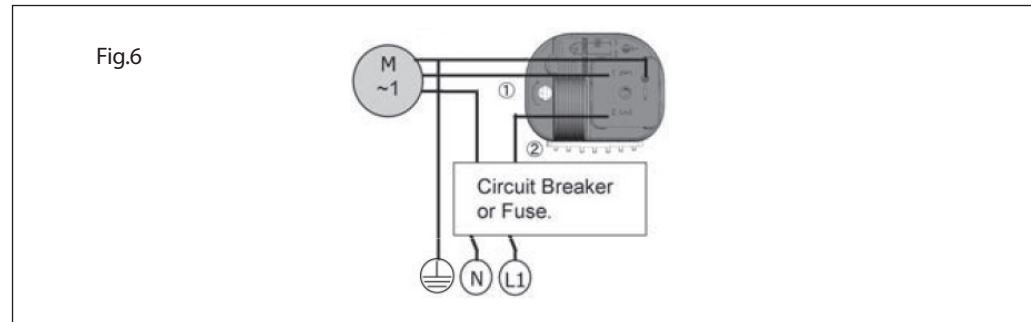 Fig.6
M
~1
①
②
Circuit Breaker
or Fuse.
N
L1